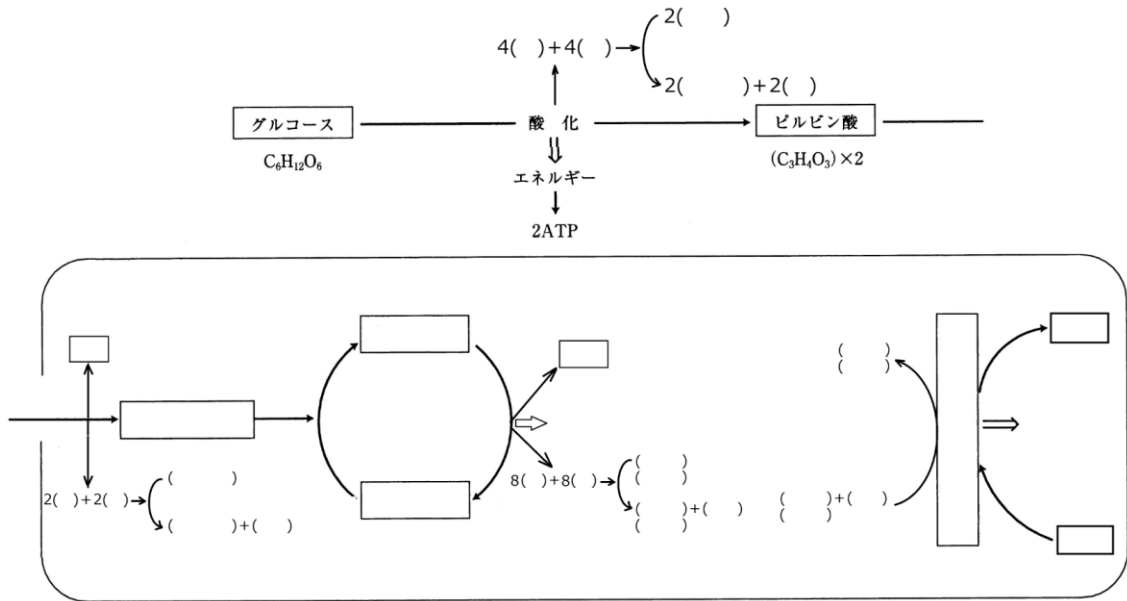 2( )
4( )+4( )→
2( )+2( )
グルコース
酸 化
ピルビン酸
C₆H₁₂O₆
(C₃H₄O₃)×2
エネルギー
2ATP
( )
( )
( )
( )
( )
2( )+2( )→
( )+( )
8( )+8( )→
( )+( )
( )
( )+( )
( )